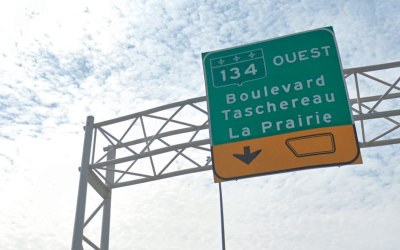 134 OUEST
Boulevard
Taschereau
La Prairie